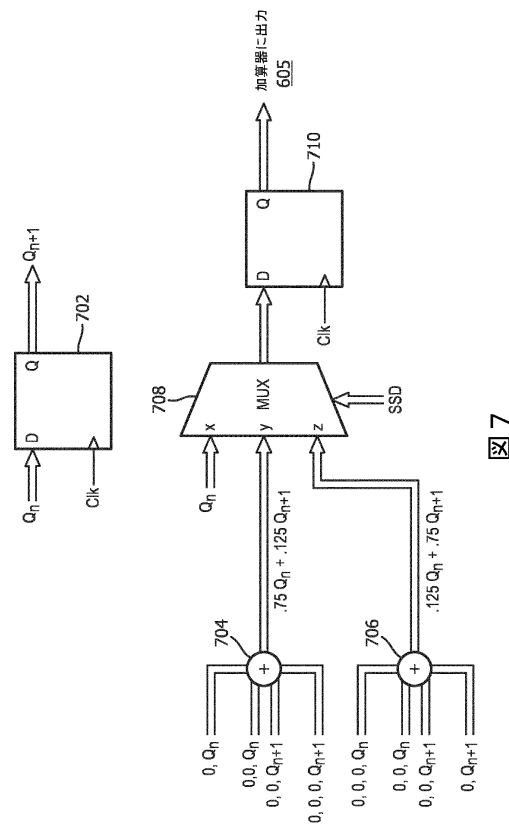 Qn
D
Q
Qn+1
702
Clk
0, Qn
0,0, Qn
0, 0, Qn+1
0, 0, 0, Qn+1
704
+
.75 Qn + .125 Qn+1
Qn
708
x
y
z
MUX
SSD
D
Q
Clk
710
加算器に出力
605
0, 0, 0, Qn
0, 0, Qn
0, 0, Qn+1
0, Qn+1
706
+
.125 Qn + .75 Qn+1
図 7